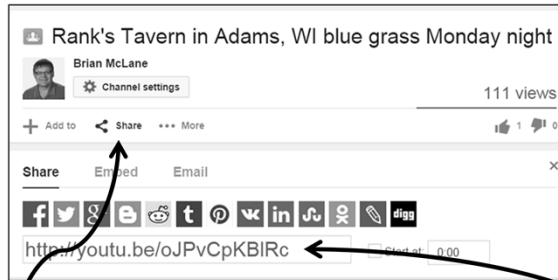 Rank's Tavern in Adams, WI blue grass Monday night
Brian McLane
Channel settings
111 views
Add to Share More 1 0
Share Embed Email
digg
http://youtu.be/oJPvCpKBlRc Start at: 0:00